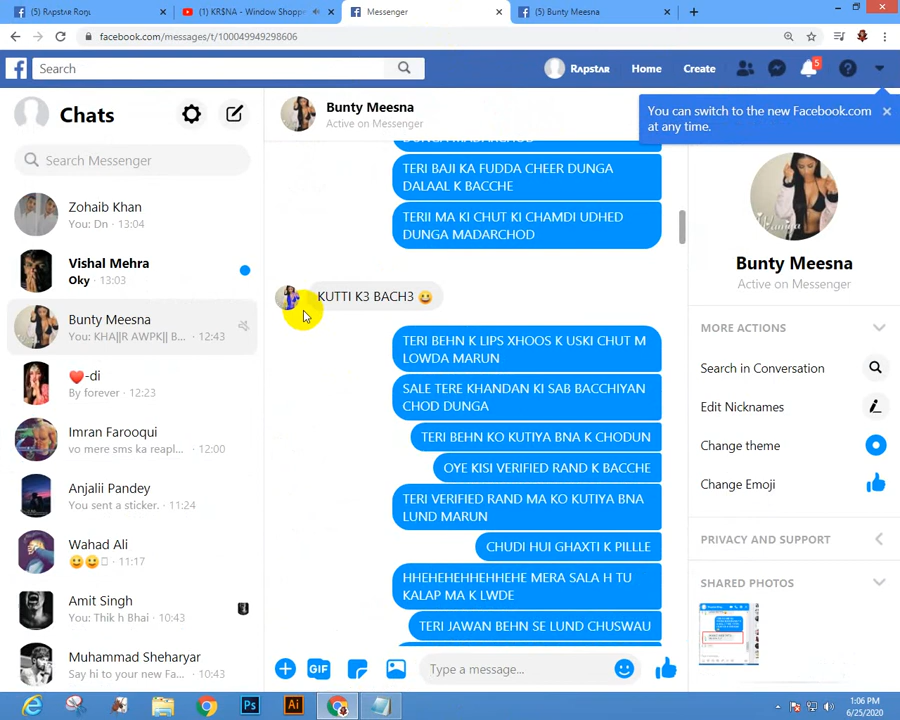 (5) Rᴀᴘsᴛᴀʀ Rᴏɴɪ
(1) KR$NA - Window Shoppe
Messenger
(5) Bunty Meesna
facebook.com/messages/t/100049949298606
Search
Rᴀᴘsᴛᴀʀ
Home
Create
5
You can switch to the new Facebook.com
at any time.
Chats
Search Messenger
Zohaib Khan
You: Dn · 13:04
Vishal Mehra
Oky · 13:03
Bunty Meesna
You: KHA||R AWPK|| B... · 12:43
❤️-di
By forever · 12:23
Imran Farooqui
vo mere sms ka reapl... · 12:00
Anjalii Pandey
You sent a sticker. · 11:24
Wahad Ali
😀😀 · 11:17
Amit Singh
You: Thik h Bhai · 10:43
Muhammad Sheharyar
Say hi to your new Fa... · 10:43
Bunty Meesna
Active on Messenger
TERI BAJI KA FUDDA CHEER DUNGA
DALAAL K BACCHE
TERII MA KI CHUT KI CHAMDI UDHED
DUNGA MADARCHOD
KUTTI K3 BACH3 😀
TERI BEHN K LIPS XHOOS K USKI CHUT M
LOWDA MARUN
SALE TERE KHANDAN KI SAB BACCHIYAN
CHOD DUNGA
TERI BEHN KO KUTIYA BNA K CHODUN
OYE KISI VERIFIED RAND K BACCHE
TERI VERIFIED RAND MA KO KUTIYA BNA
LUND MARUN
CHUDI HUI GHAXTI K PILLLE
HHEHEHEHHEHHEHE MERA SALA H TU
KALAP MA K LWDE
TERI JAWAN BEHN SE LUND CHUSWAU
GIF
Type a message...
Bunty Meesna
Active on Messenger
MORE ACTIONS
Search in Conversation
Edit Nicknames
Change theme
Change Emoji
PRIVACY AND SUPPORT
SHARED PHOTOS
Ps
Ai
1:06 PM
6/25/2020